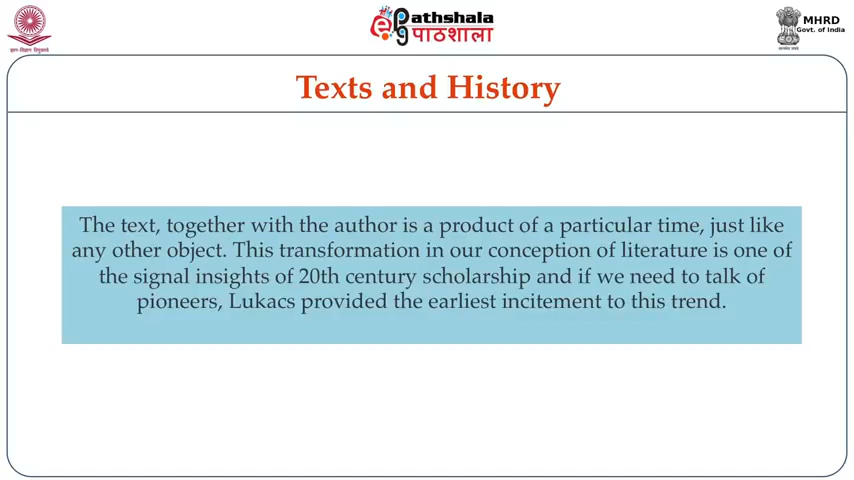 ePathshala
पाठशाला
MHRD
Govt. of India
Texts and History
The text, together with the author is a product of a particular time, just like
any other object. This transformation in our conception of literature is one of
the signal insights of 20th century scholarship and if we need to talk of
pioneers, Lukacs provided the earliest incitement to this trend.